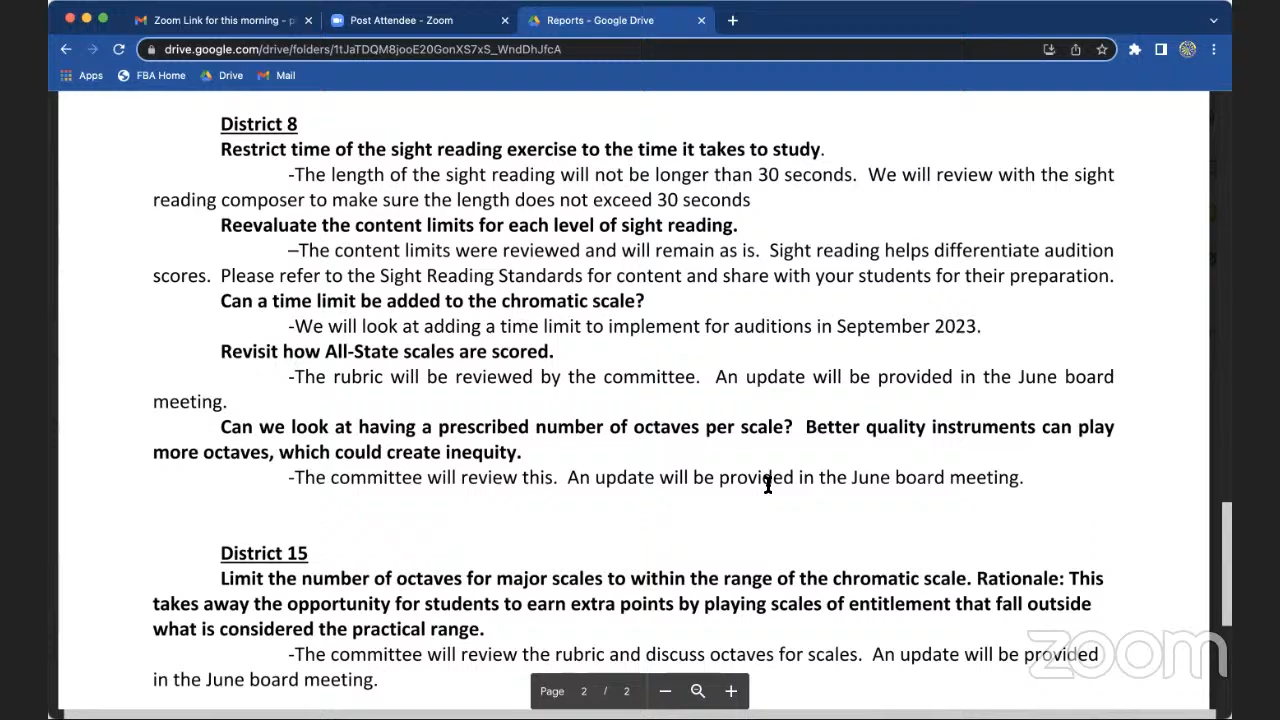 Zoom Link for this morning - p
Post Attendee - Zoom
Reports - Google Drive
drive.google.com/drive/folders/1tJaTDQM8jooE20GonXS7xS_WndDhJfcA
Apps FBA Home Drive Mail
District 8
Restrict time of the sight reading exercise to the time it takes to study.
-The length of the sight reading will not be longer than 30 seconds. We will review with the sight
reading composer to make sure the length does not exceed 30 seconds
Reevaluate the content limits for each level of sight reading.
–The content limits were reviewed and will remain as is. Sight reading helps differentiate audition
scores. Please refer to the Sight Reading Standards for content and share with your students for their preparation.
Can a time limit be added to the chromatic scale?
-We will look at adding a time limit to implement for auditions in September 2023.
Revisit how All-State scales are scored.
-The rubric will be reviewed by the committee. An update will be provided in the June board
meeting.
Can we look at having a prescribed number of octaves per scale? Better quality instruments can play
more octaves, which could create inequity.
-The committee will review this. An update will be provided in the June board meeting.
District 15
Limit the number of octaves for major scales to within the range of the chromatic scale. Rationale: This
takes away the opportunity for students to earn extra points by playing scales of entitlement that fall outside
what is considered the practical range.
-The committee will review the rubric and discuss octaves for scales. An update will be provided
in the June board meeting.
Page 2 / 2
zoom